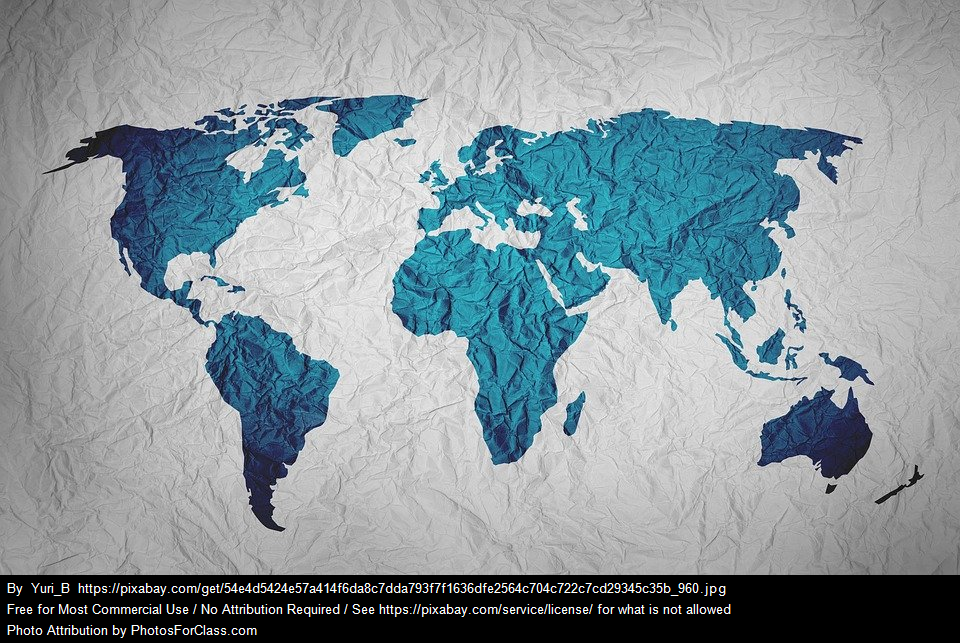 By Yuri_B https://pixabay.com/get/54e4d5424e57a414f6da8c7dda793f7f1636dfe2564c704c722c7cd29345c35b_960.jpg
Free for Most Commercial Use / No Attribution Required / See https://pixabay.com/service/license/ for what is not allowed
Photo Attribution by PhotosForClass.com